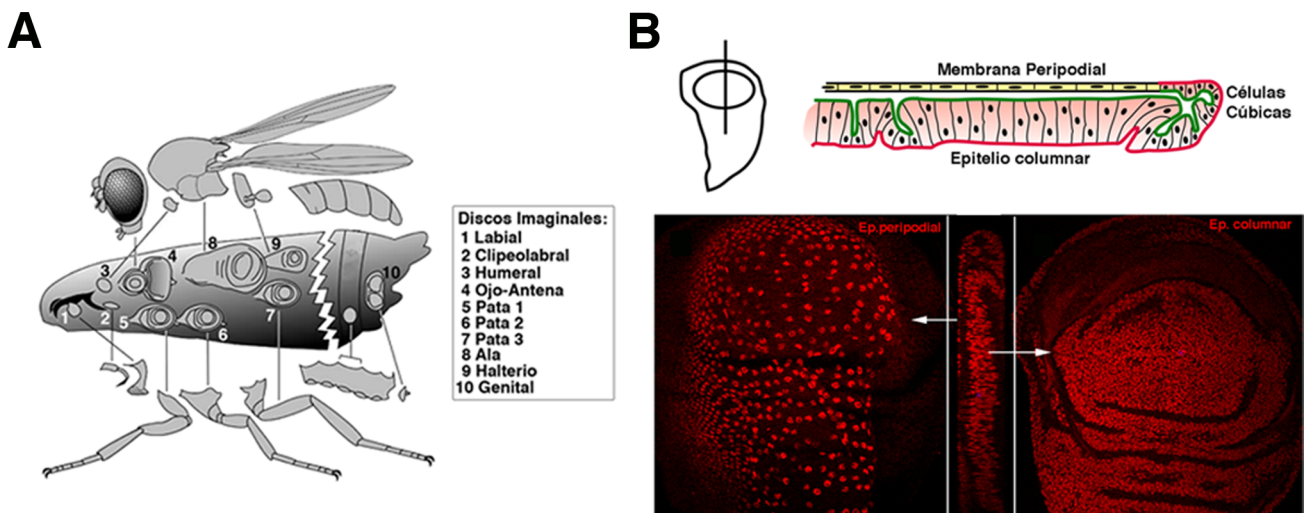 A
3
4
8
9
10
1
2
5
6
7
Discos Imaginales:
1 Labial
2 Clipeolabral
3 Humeral
4 Ojo-Antena
5 Pata 1
6 Pata 2
7 Pata 3
8 Ala
9 Halterio
10 Genital
B
Membrana Peripodial
Células
Cúbicas
Epitelio columnar
Ep.peripodial
Ep. columnar